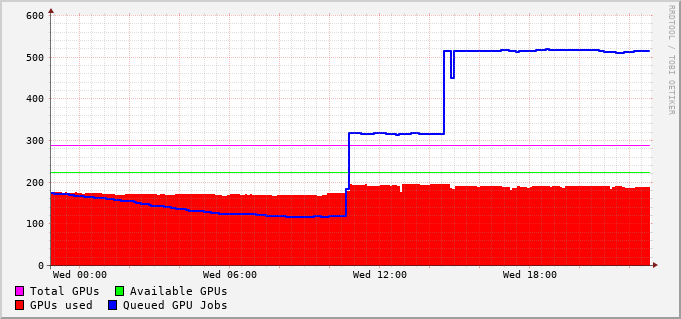 600
500
400
300
200
100
0
Wed 00:00 Wed 06:00 Wed 12:00 Wed 18:00
Total GPUs Available GPUs
GPUs used Queued GPU Jobs
RRDTOOL / TOBI OETIKER